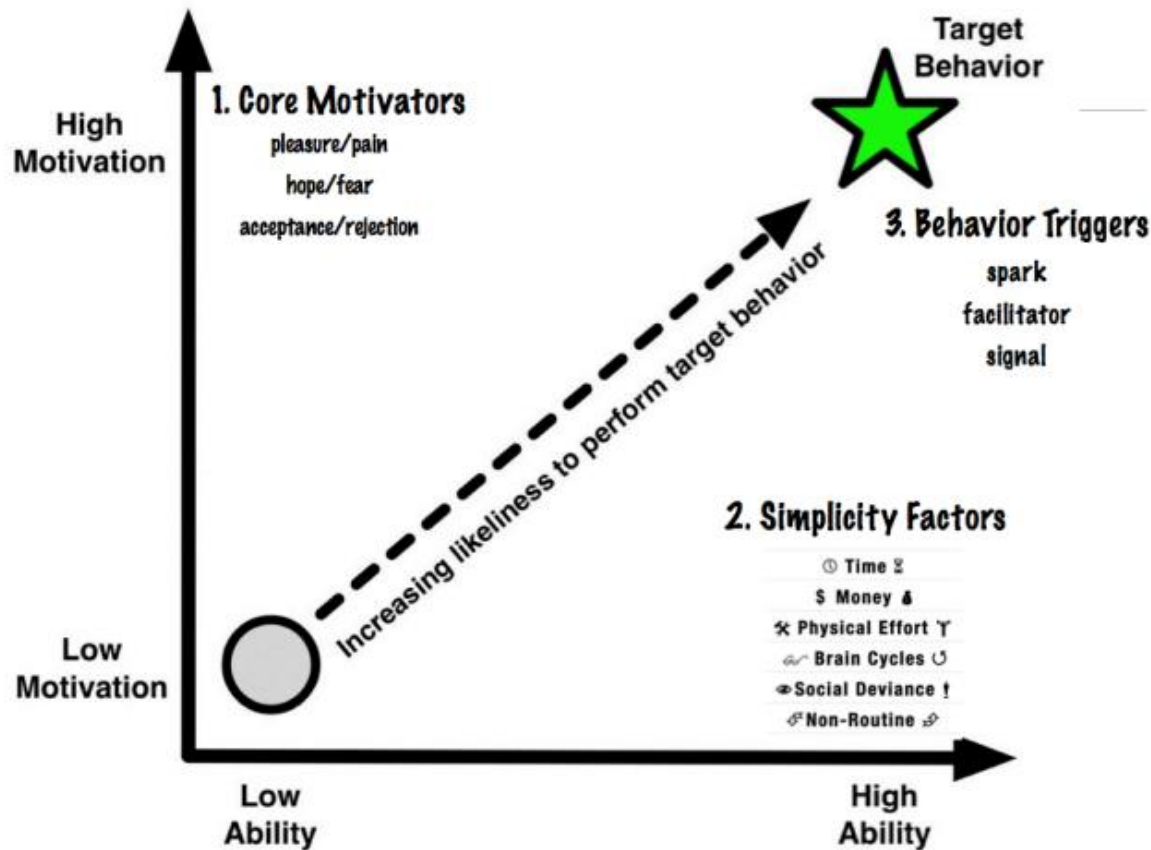 Target
Behavior
1. Core Motivators
High
Motivation
pleasure/pain
hope/fear
acceptance/rejection
3. Behavior Triggers
spark
facilitator
signal
Increasing likeliness to perform target behavior
2. Simplicity Factors
Time
$ Money
Physical Effort
Brain Cycles
Social Deviance
Non-Routine
Low
Motivation
Low
Ability
High
Ability